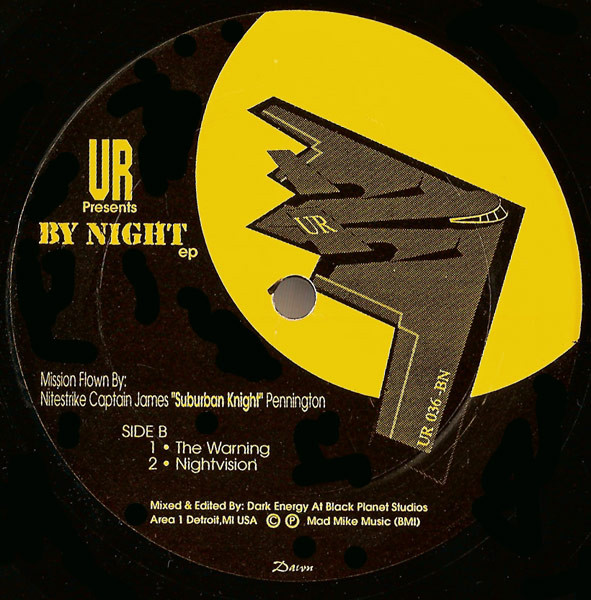 UR
Presents
BY NIGHT
ep
UR
UR 036-BN
Mission Flown By:
Nitestrike Captain James "Suburban Knight" Pennington
SIDE B
1 • The Warning
2 • Nightvision
Mixed & Edited By: Dark Energy At Black Planet Studios
Area 1 Detroit,MI USA © ℗ Mad Mike Music (BMI)
Dawn